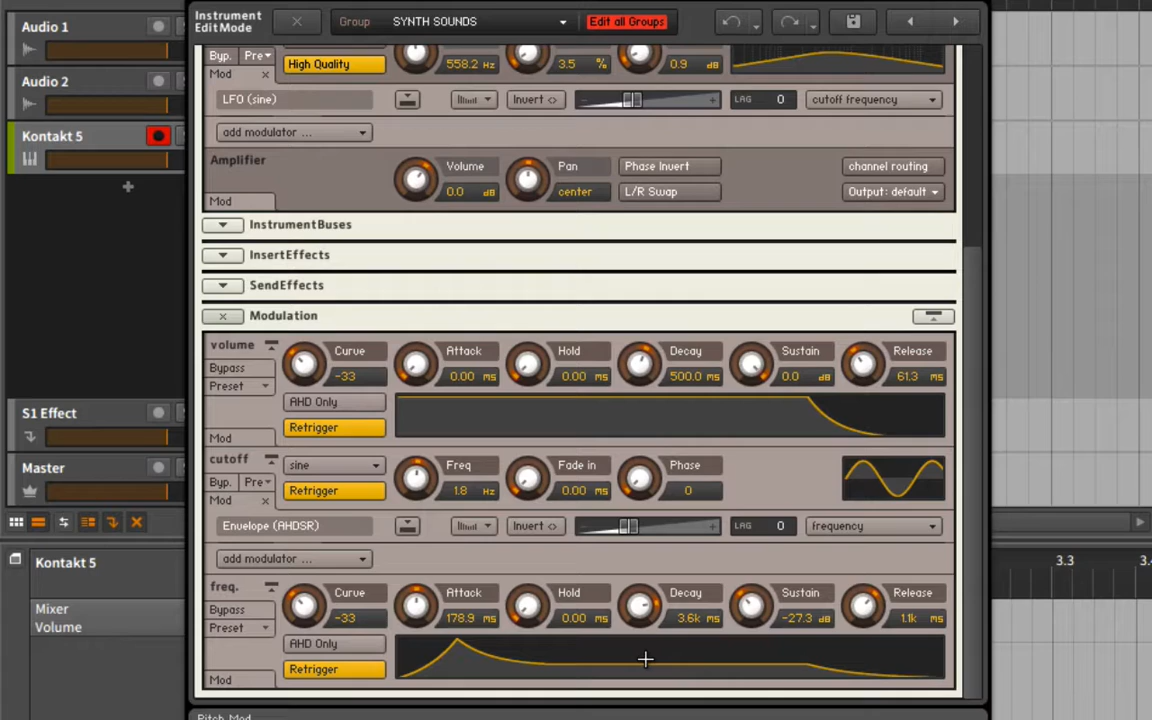 Instrument
EditMode
Group SYNTH SOUNDS Edit all Groups
Audio 1
Audio 2
Kontakt 5
S1 Effect
Master
Kontakt 5
Mixer
Volume
Byp. Pre High Quality 558.2 Hz 3.5 % 0.9 dB
Mod
LFO (sine) Invert LAG 0 cutoff frequency
add modulator ...
Amplifier Volume Pan Phase Invert channel routing
0.0 dB center L/R Swap Output: default
Mod
InstrumentBuses
InsertEffects
SendEffects
Modulation
volume Curve Attack Hold Decay Sustain Release
Bypass -33 0.00 ms 0.00 ms 500.0 ms 0.0 dB 61.3 ms
Preset AHD Only
Retrigger
Mod
cutoff sine Freq Fade in Phase
Byp. Pre Retrigger 1.8 Hz 0.00 ms 0
Mod
Envelope (AHDSR) Invert LAG 0 frequency
add modulator ...
freq. Curve Attack Hold Decay Sustain Release
Bypass -33 178.9 ms 0.00 ms 3.6k ms -27.3 dB 1.1k ms
Preset AHD Only
Retrigger
Mod
3.3